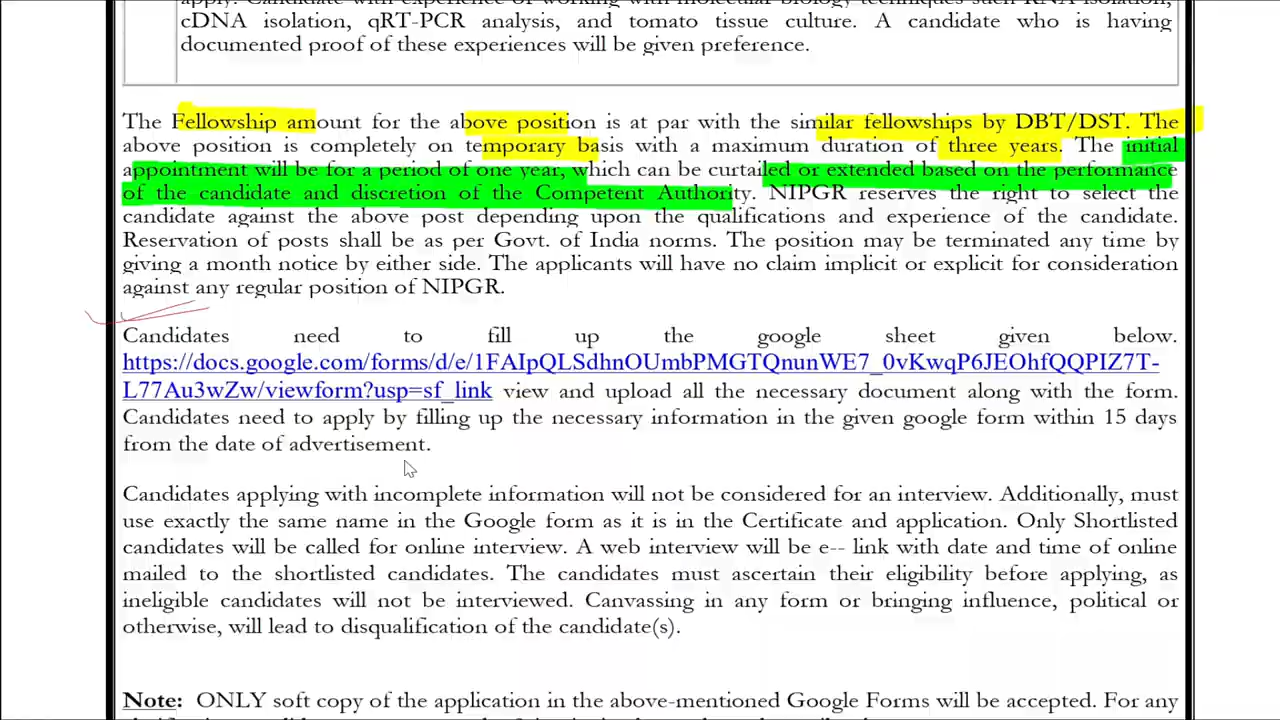 apply. Candidate with experience of working with molecular biology techniques such RNA isolation,
cDNA isolation, qRT-PCR analysis, and tomato tissue culture. A candidate who is having
documented proof of these experiences will be given preference.
The Fellowship amount for the above position is at par with the similar fellowships by DBT/DST. The
above position is completely on temporary basis with a maximum duration of three years. The initial
appointment will be for a period of one year, which can be curtailed or extended based on the performance
of the candidate and discretion of the Competent Authority. NIPGR reserves the right to select the
candidate against the above post depending upon the qualifications and experience of the candidate.
Reservation of posts shall be as per Govt. of India norms. The position may be terminated any time by
giving a month notice by either side. The applicants will have no claim implicit or explicit for consideration
against any regular position of NIPGR.
Candidates need to fill up the google sheet given below.
https://docs.google.com/forms/d/e/1FAIpQLSdhnOUmbPMGTQnunWE7_0vKwqP6JEOhfQQPIZ7T-
L77Au3wZw/viewform?usp=sf_link view and upload all the necessary document along with the form.
Candidates need to apply by filling up the necessary information in the given google form within 15 days
from the date of advertisement.
Candidates applying with incomplete information will not be considered for an interview. Additionally, must
use exactly the same name in the Google form as it is in the Certificate and application. Only Shortlisted
candidates will be called for online interview. A web interview will be e-- link with date and time of online
mailed to the shortlisted candidates. The candidates must ascertain their eligibility before applying, as
ineligible candidates will not be interviewed. Canvassing in any form or bringing influence, political or
otherwise, will lead to disqualification of the candidate(s).
Note: ONLY soft copy of the application in the above-mentioned Google Forms will be accepted. For any